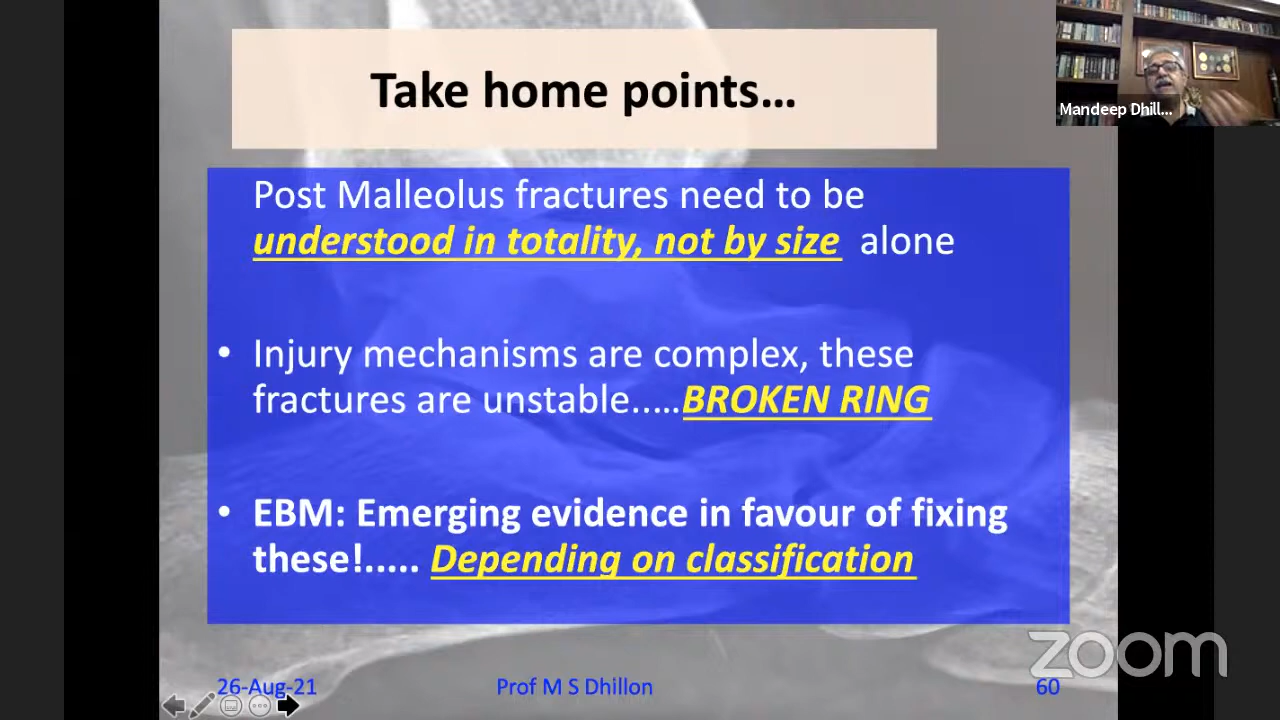 Take home points...
Mandeep Dhill...
Post Malleolus fractures need to be
understood in totality, not by size alone
• Injury mechanisms are complex, these
fractures are unstable.....BROKEN RING
• EBM: Emerging evidence in favour of fixing
these!..... Depending on classification
zoom
26-Aug-21 Prof M S Dhillon 60